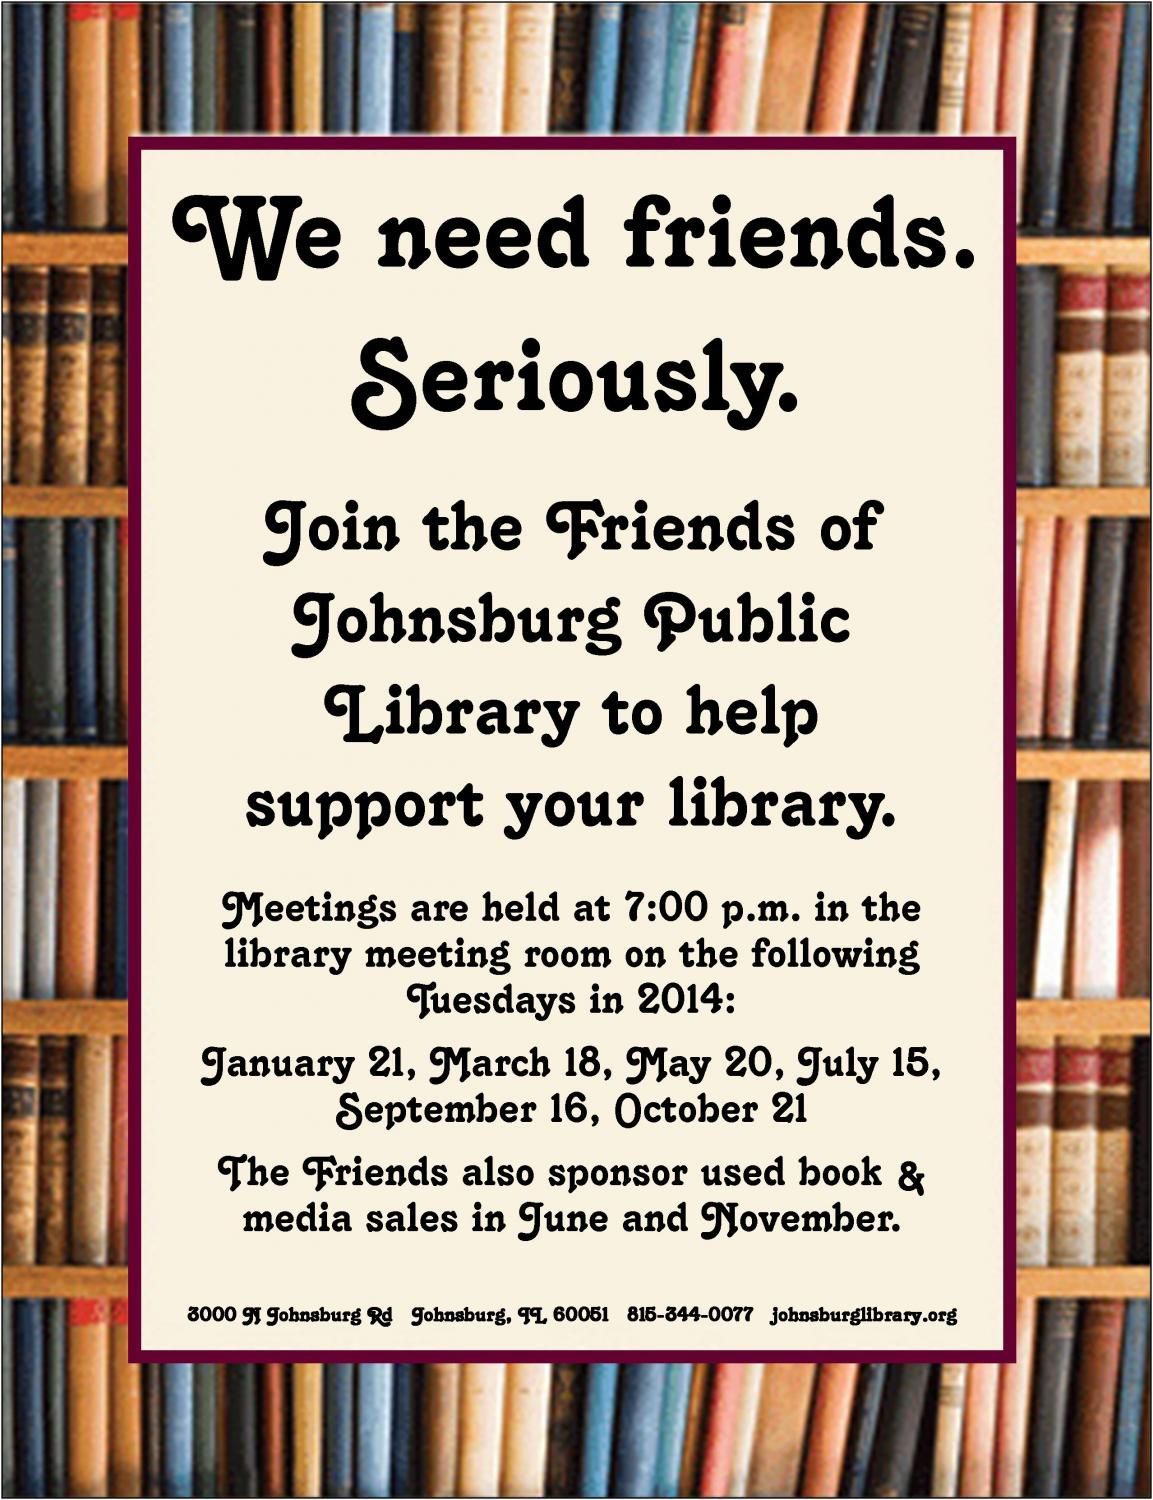 We need friends.
Seriously.
Join the Friends of
Johnsburg Public
Library to help
support your library.
Meetings are held at 7:00 p.m. in the
library meeting room on the following
Tuesdays in 2014:
January 21, March 18, May 20, July 15,
September 16, October 21
The Friends also sponsor used book &
media sales in June and November.
3000 N Johnsburg Rd Johnsburg, IL 60051 815-344-0077 johnsburglibrary.org